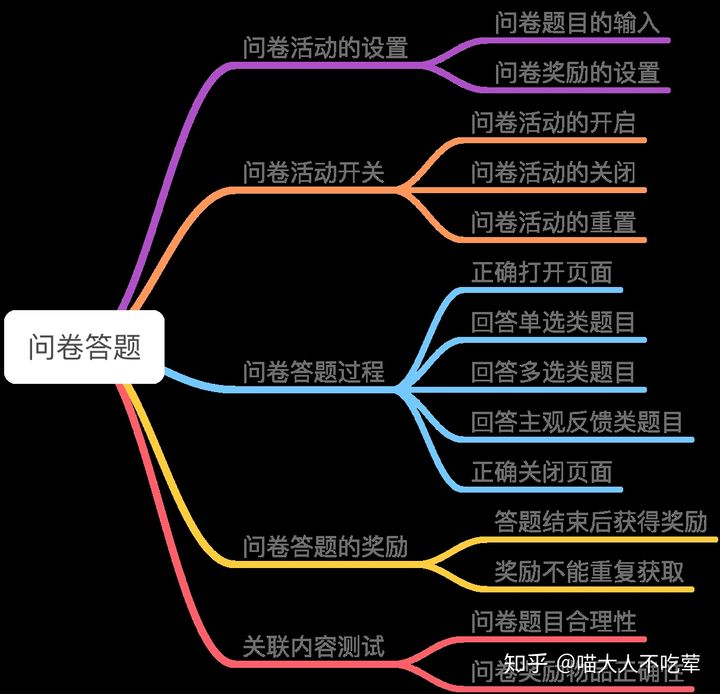 问卷答题
问卷活动的设置
问卷题目的输入
问卷奖励的设置
问卷活动开关
问卷活动的开启
问卷活动的关闭
问卷活动的重置
问卷答题过程
正确打开页面
回答单选类题目
回答多选类题目
回答主观反馈类题目
正确关闭页面
问卷答题的奖励
答题结束后获得奖励
奖励不能重复获取
关联内容测试
问卷题目合理性
问卷奖励物品正确性
知乎 @喵大人不吃荤